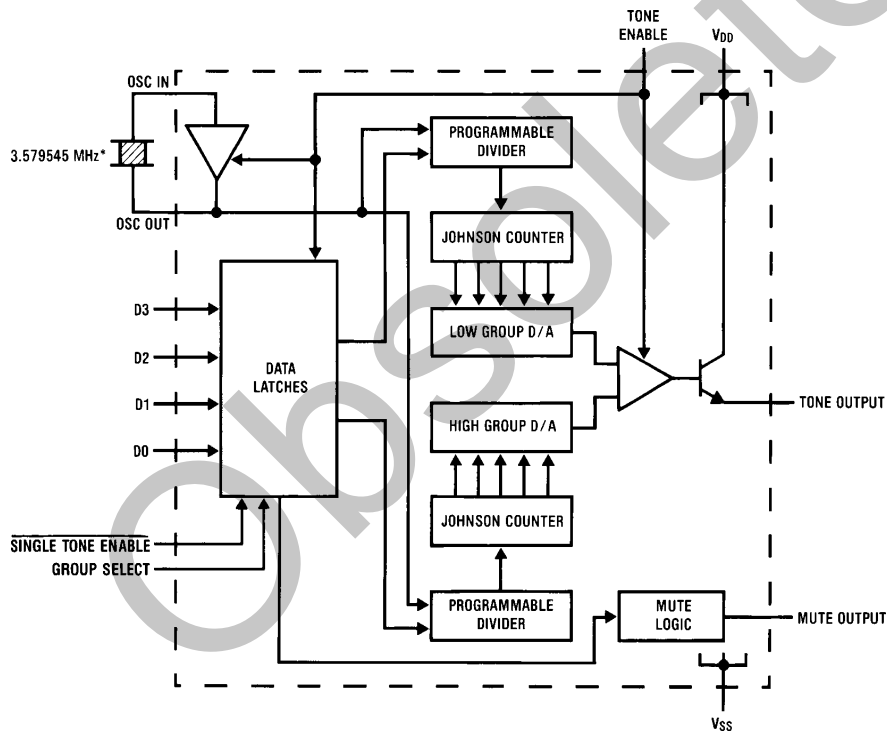 Obsolete
TONE
ENABLE
VDD
OSC IN
3.579545 MHz*
OSC OUT
PROGRAMMABLE
DIVIDER
JOHNSON COUNTER
LOW GROUP D/A
D3
D2
D1
D0
DATA
LATCHES
HIGH GROUP D/A
TONE OUTPUT
JOHNSON COUNTER
SINGLE TONE ENABLE
GROUP SELECT
PROGRAMMABLE
DIVIDER
MUTE
LOGIC
MUTE OUTPUT
VSS